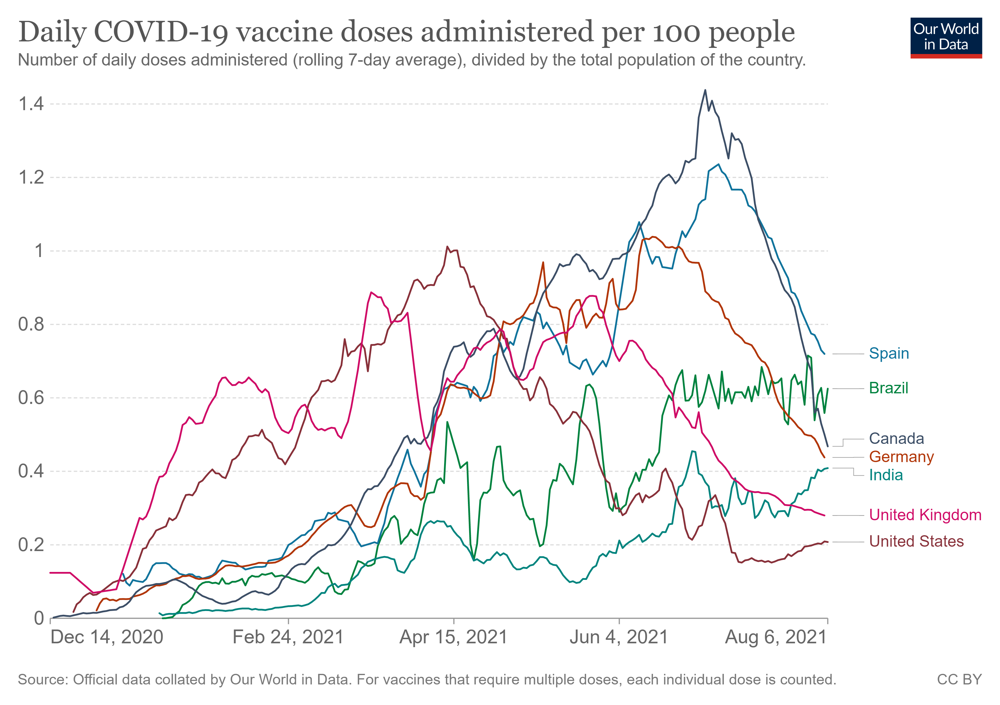 Daily COVID-19 vaccine doses administered per 100 people
Number of daily doses administered (rolling 7-day average), divided by the total population of the country.
Our World
in Data
1.4
1.2
1
0.8
0.6
0.4
0.2
0
Spain
Brazil
Canada
Germany
India
United Kingdom
United States
Dec 14, 2020 Feb 24, 2021 Apr 15, 2021 Jun 4, 2021 Aug 6, 2021
Source: Official data collated by Our World in Data. For vaccines that require multiple doses, each individual dose is counted. CC BY